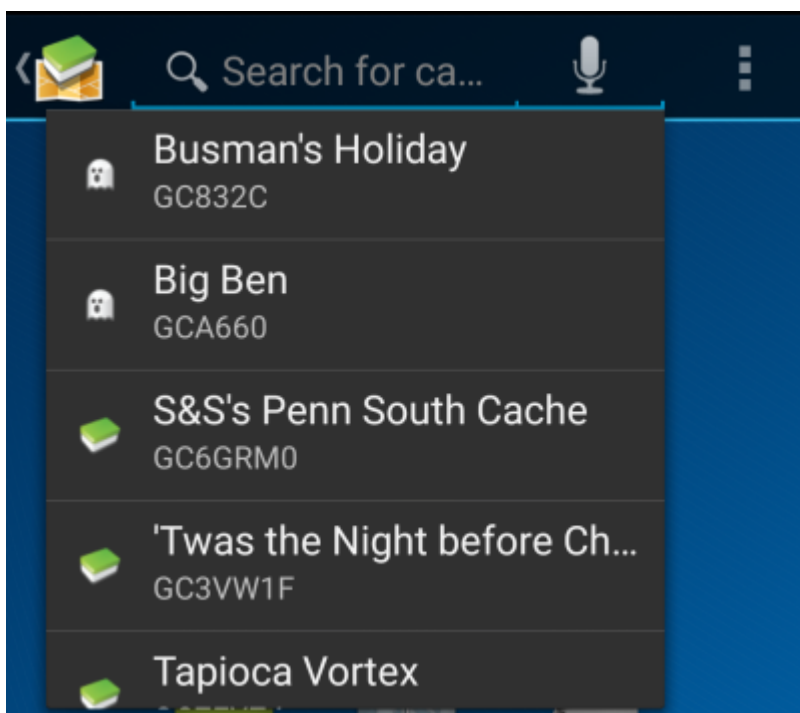 Search for ca...
Busman's Holiday
GC832C
Big Ben
GCA660
S&S's Penn South Cache
GC6GRM0
'Twas the Night before Ch...
GC3VW1F
Tapioca Vortex